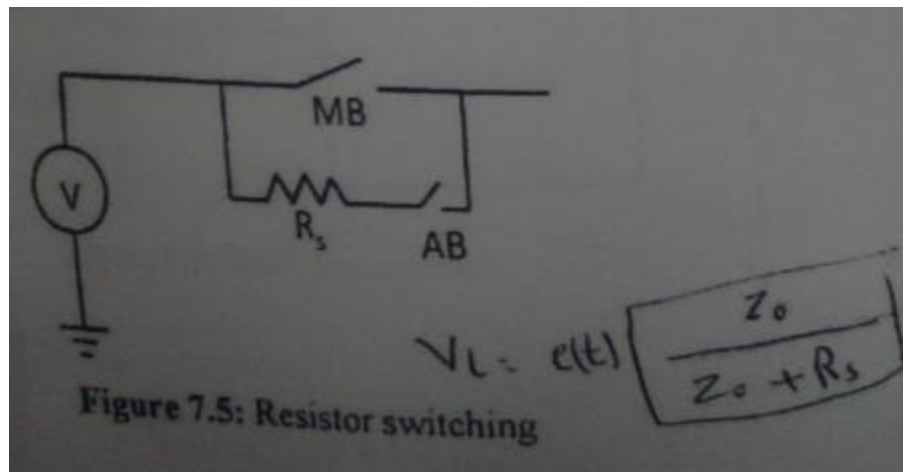 MB
V
Rs
AB
VL = e(t) Zo / Zo + Rs
Figure 7.5: Resistor switching